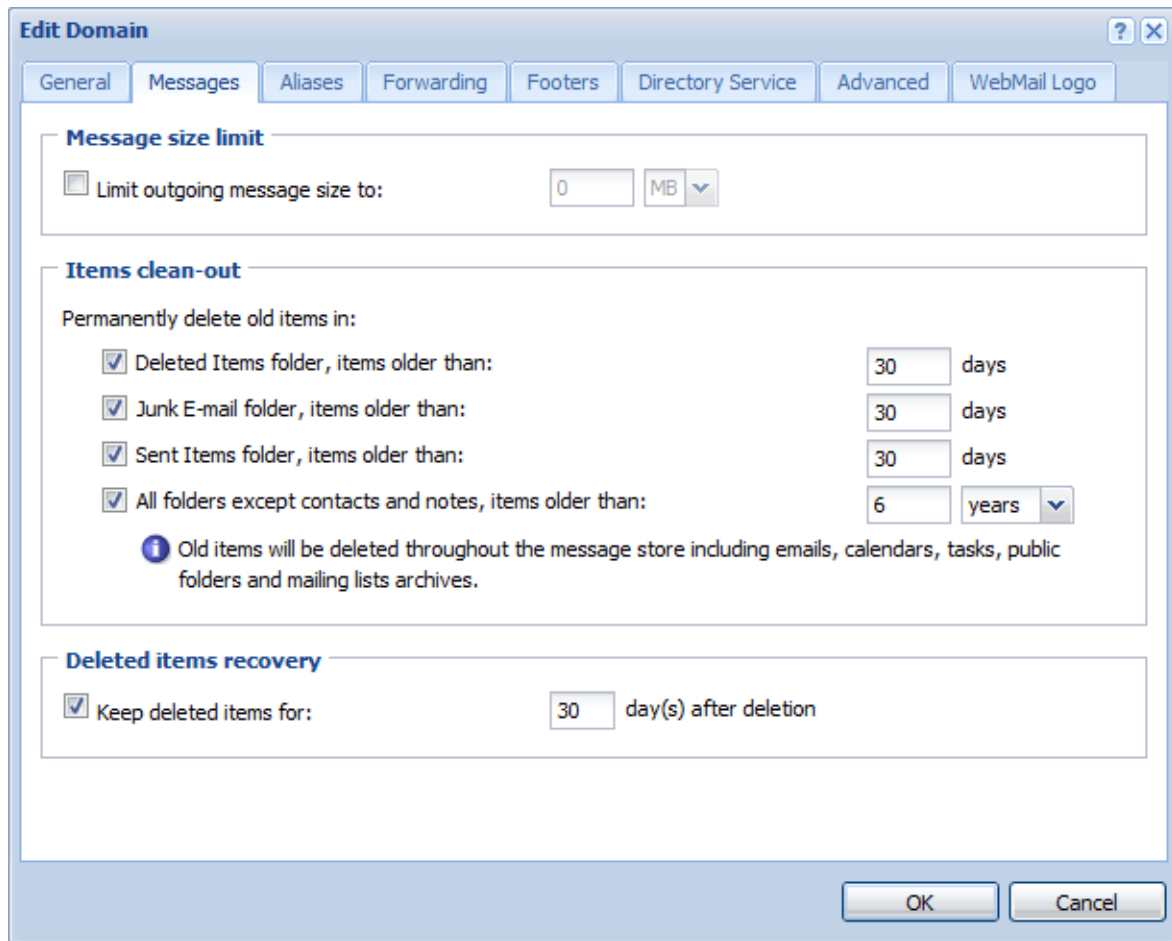 Edit Domain
General Messages Aliases Forwarding Footers Directory Service Advanced WebMail Logo
Message size limit
Limit outgoing message size to: 0 MB
Items clean-out
Permanently delete old items in:
Deleted Items folder, items older than: 30 days
Junk E-mail folder, items older than: 30 days
Sent Items folder, items older than: 30 days
All folders except contacts and notes, items older than: 6 years
Old items will be deleted throughout the message store including emails, calendars, tasks, public
folders and mailing lists archives.
Deleted items recovery
Keep deleted items for: 30 day(s) after deletion
OK Cancel